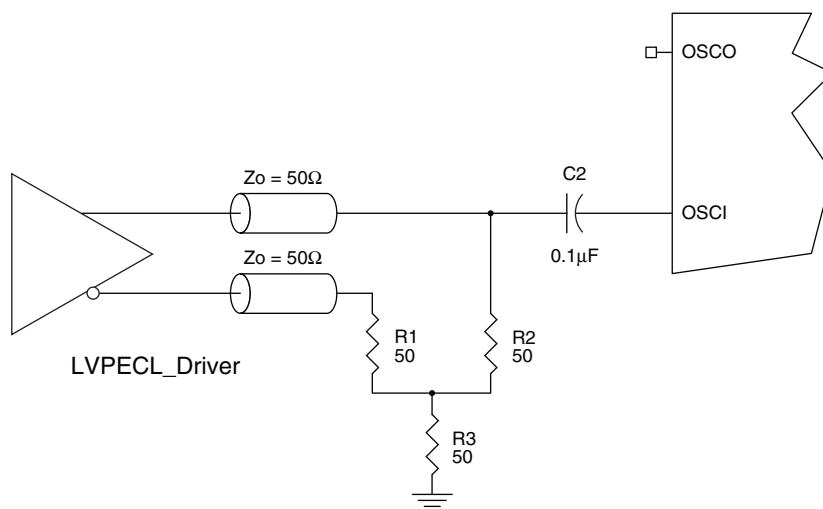 OSCO
C2
Zo = 50Ω
OSCI
0.1μF
Zo = 50Ω
R1
50
R2
50
LVPECL_Driver
R3
50